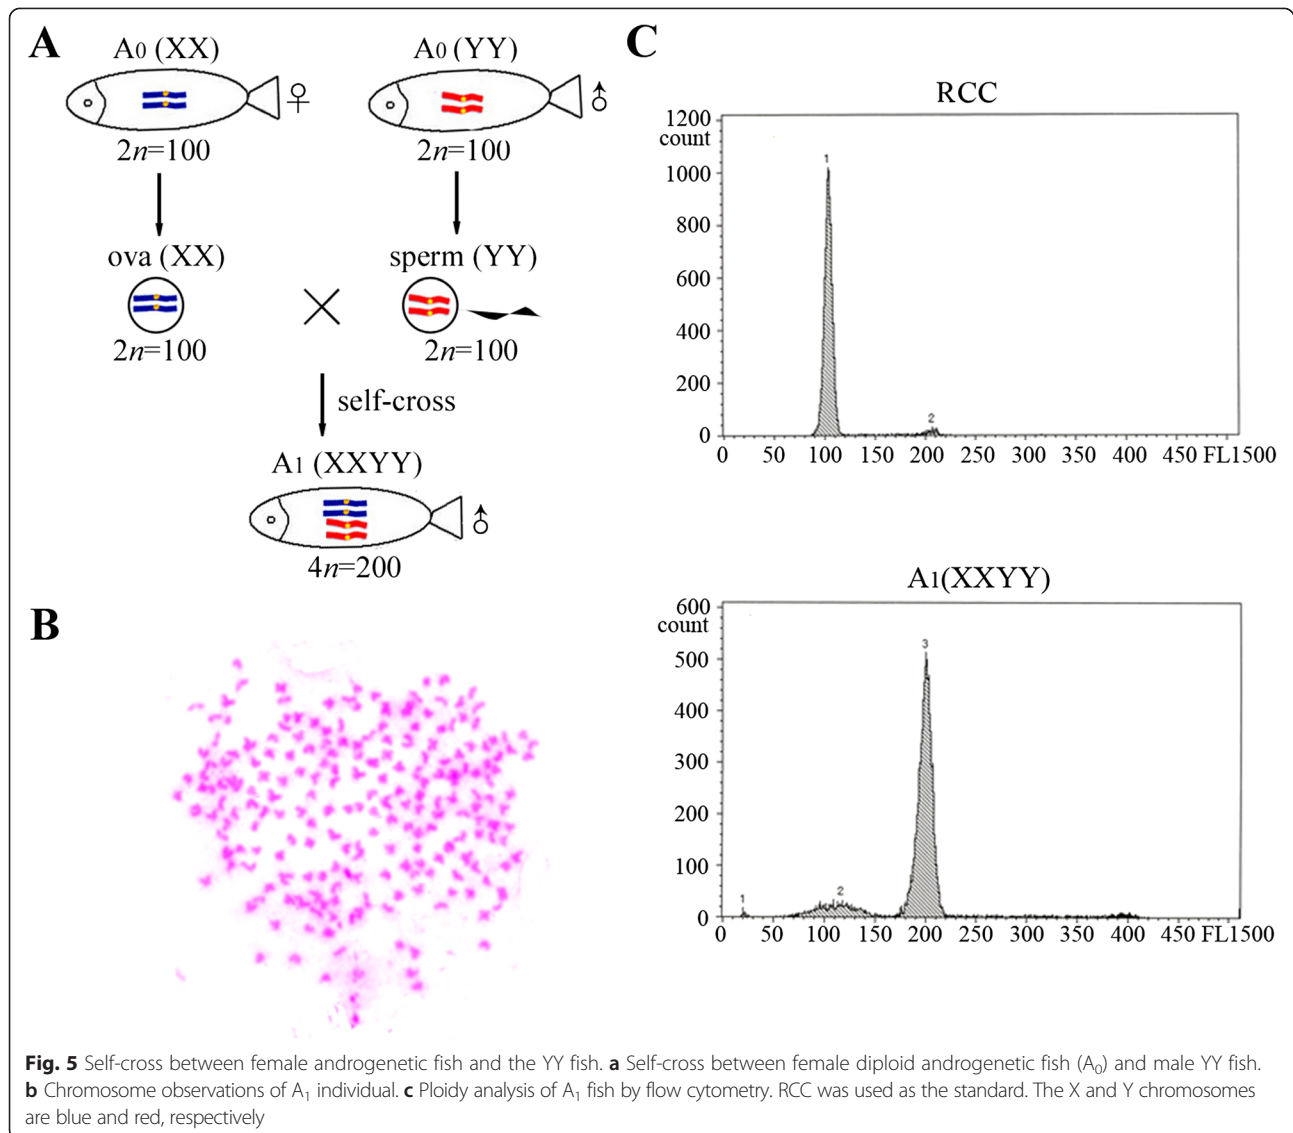 A
A0 (XX)
A0 (YY)
♀
♂
2n=100
2n=100
ova (XX)
sperm (YY)
2n=100
2n=100
self-cross
A1 (XXYY)
♂
4n=200
B
C
RCC
1200
count
1000
800
600
400
200
0
1
2
0 50 100 150 200 250 300 350 400 450 FL1500
A1(XXYY)
600
count
500
400
300
200
100
0
1
2
3
0 50 100 150 200 250 300 350 400 450 FL1500
Fig. 5 Self-cross between female androgenetic fish and the YY fish. a Self-cross between female diploid androgenetic fish (A0) and male YY fish.
b Chromosome observations of A1 individual. c Ploidy analysis of A1 fish by flow cytometry. RCC was used as the standard. The X and Y chromosomes
are blue and red, respectively